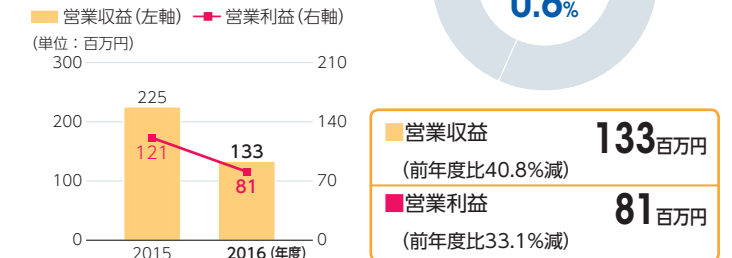 営業収益(左軸) 営業利益(右軸)
(単位：百万円)
300 210
225
200 140
121 133
100 81 70
0 0
2015 2016(年度)
0.6%
営業収益 133百万円
(前年度比40.8%減)
営業利益 81百万円
(前年度比33.1%減)